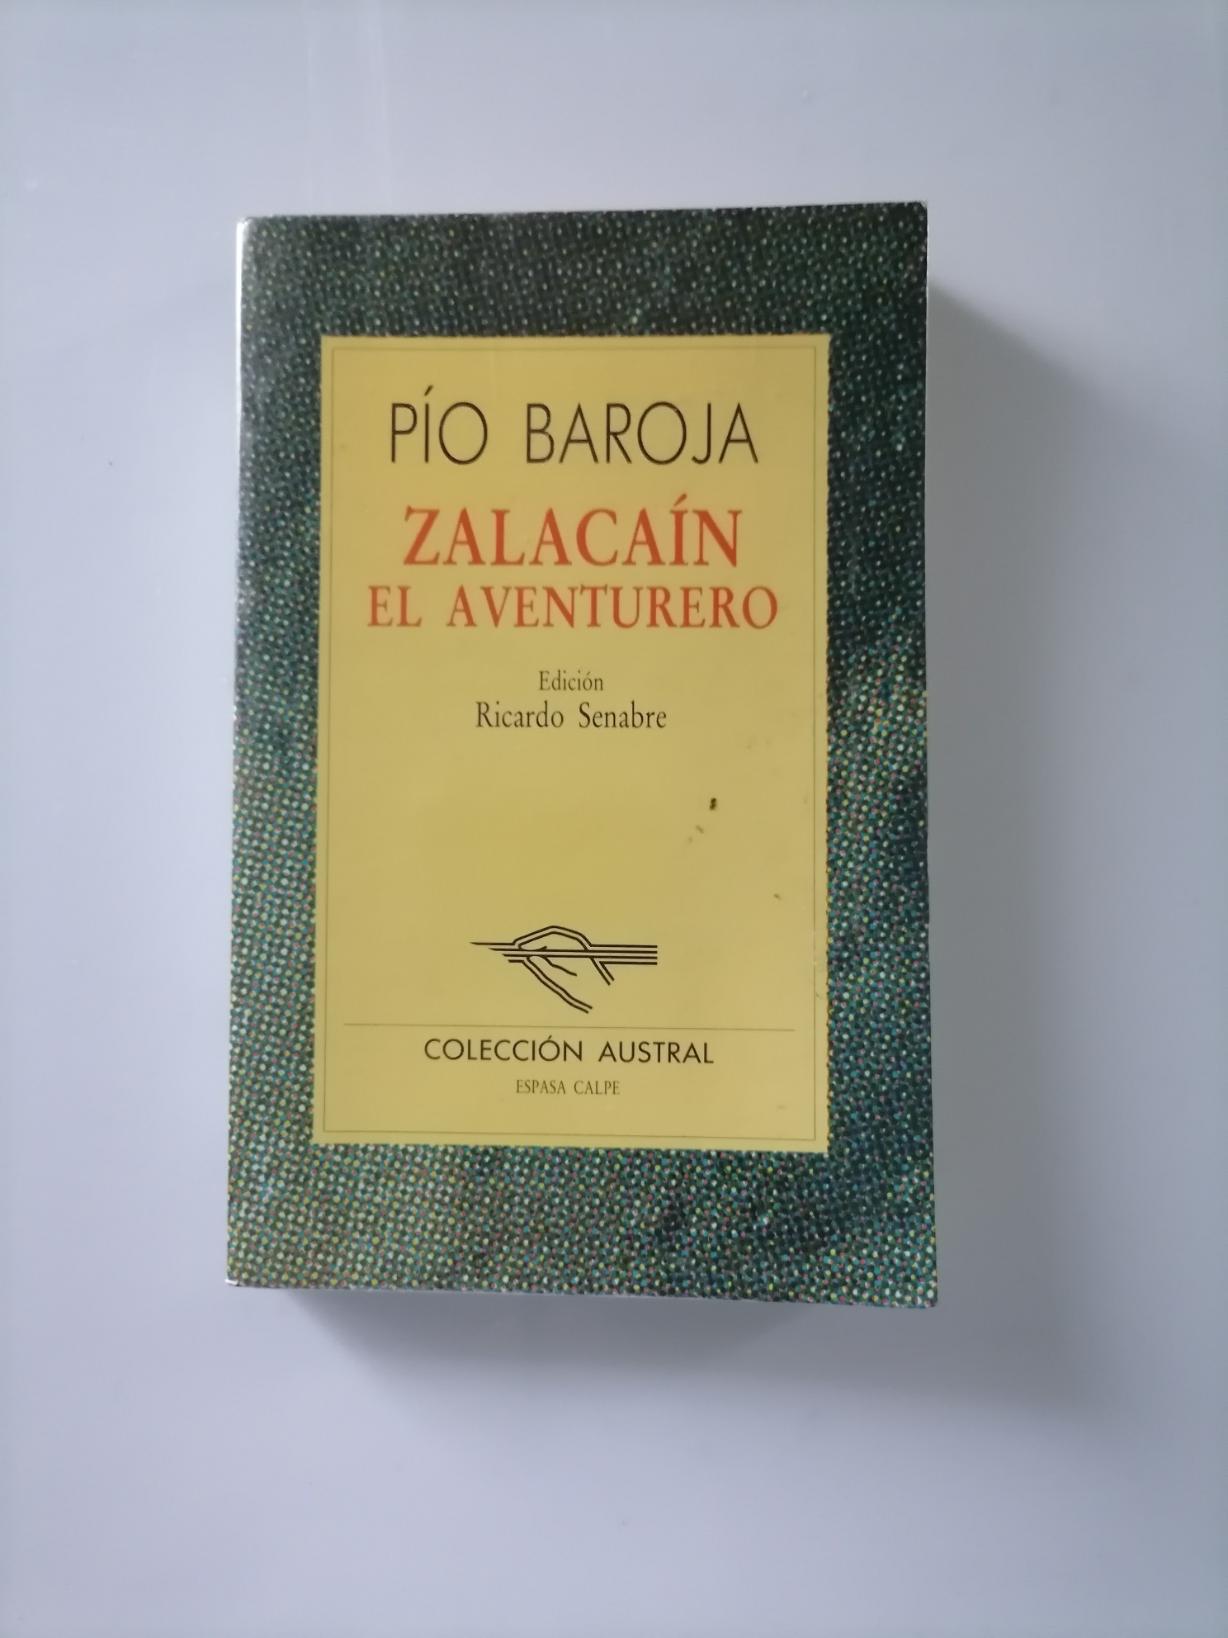 PÍO BAROJA
ZALACAÍN
EL AVENTURERO
Edición
Ricardo Senabre
COLECCIÓN AUSTRAL
ESPASA CALPE